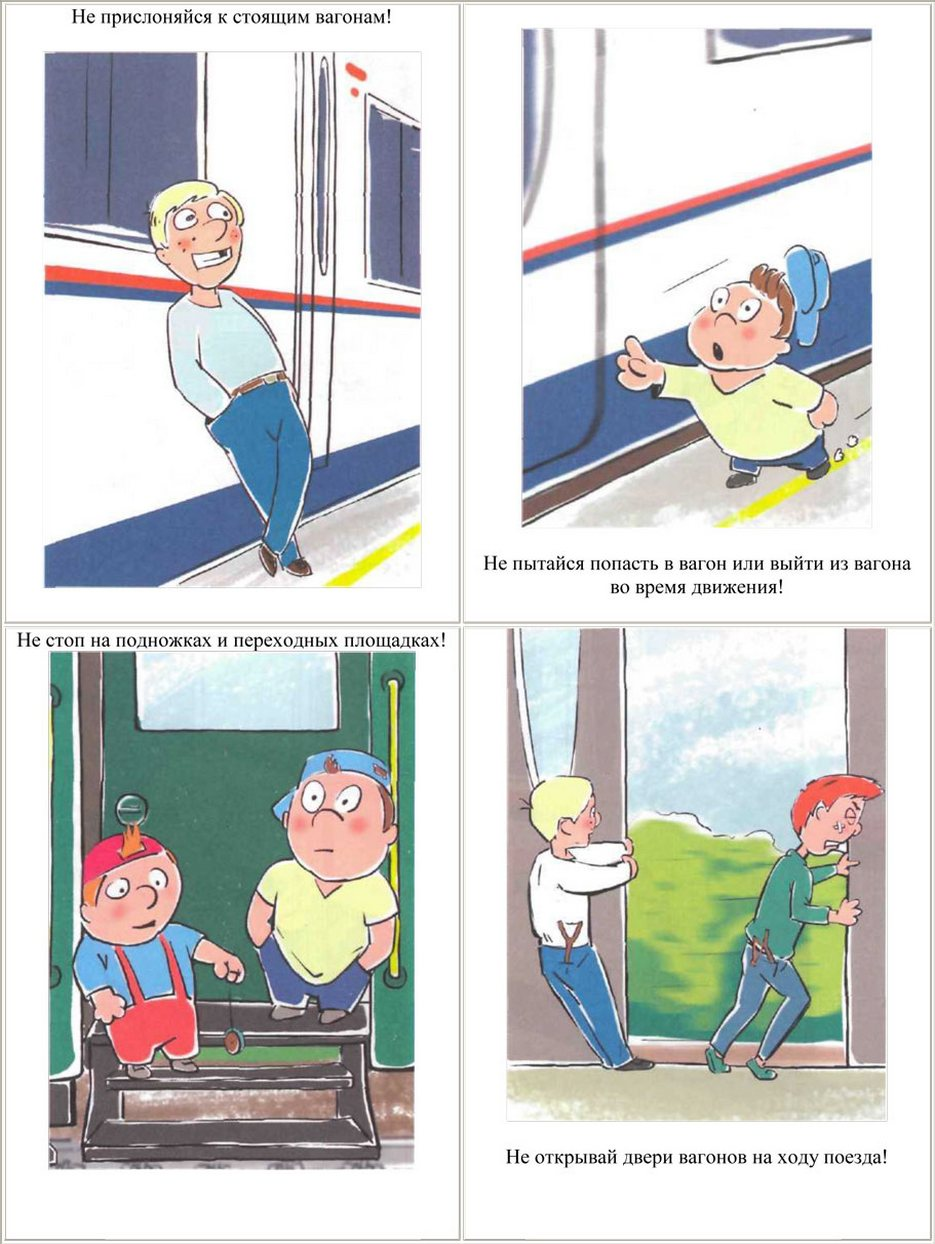 Не прислоняйся к стоящим вагонам!
Не пытайся попасть в вагон или выйти из вагона
во время движения!
Не стоп на подножках и переходных площадках!
Не открывай двери вагонов на ходу поезда!